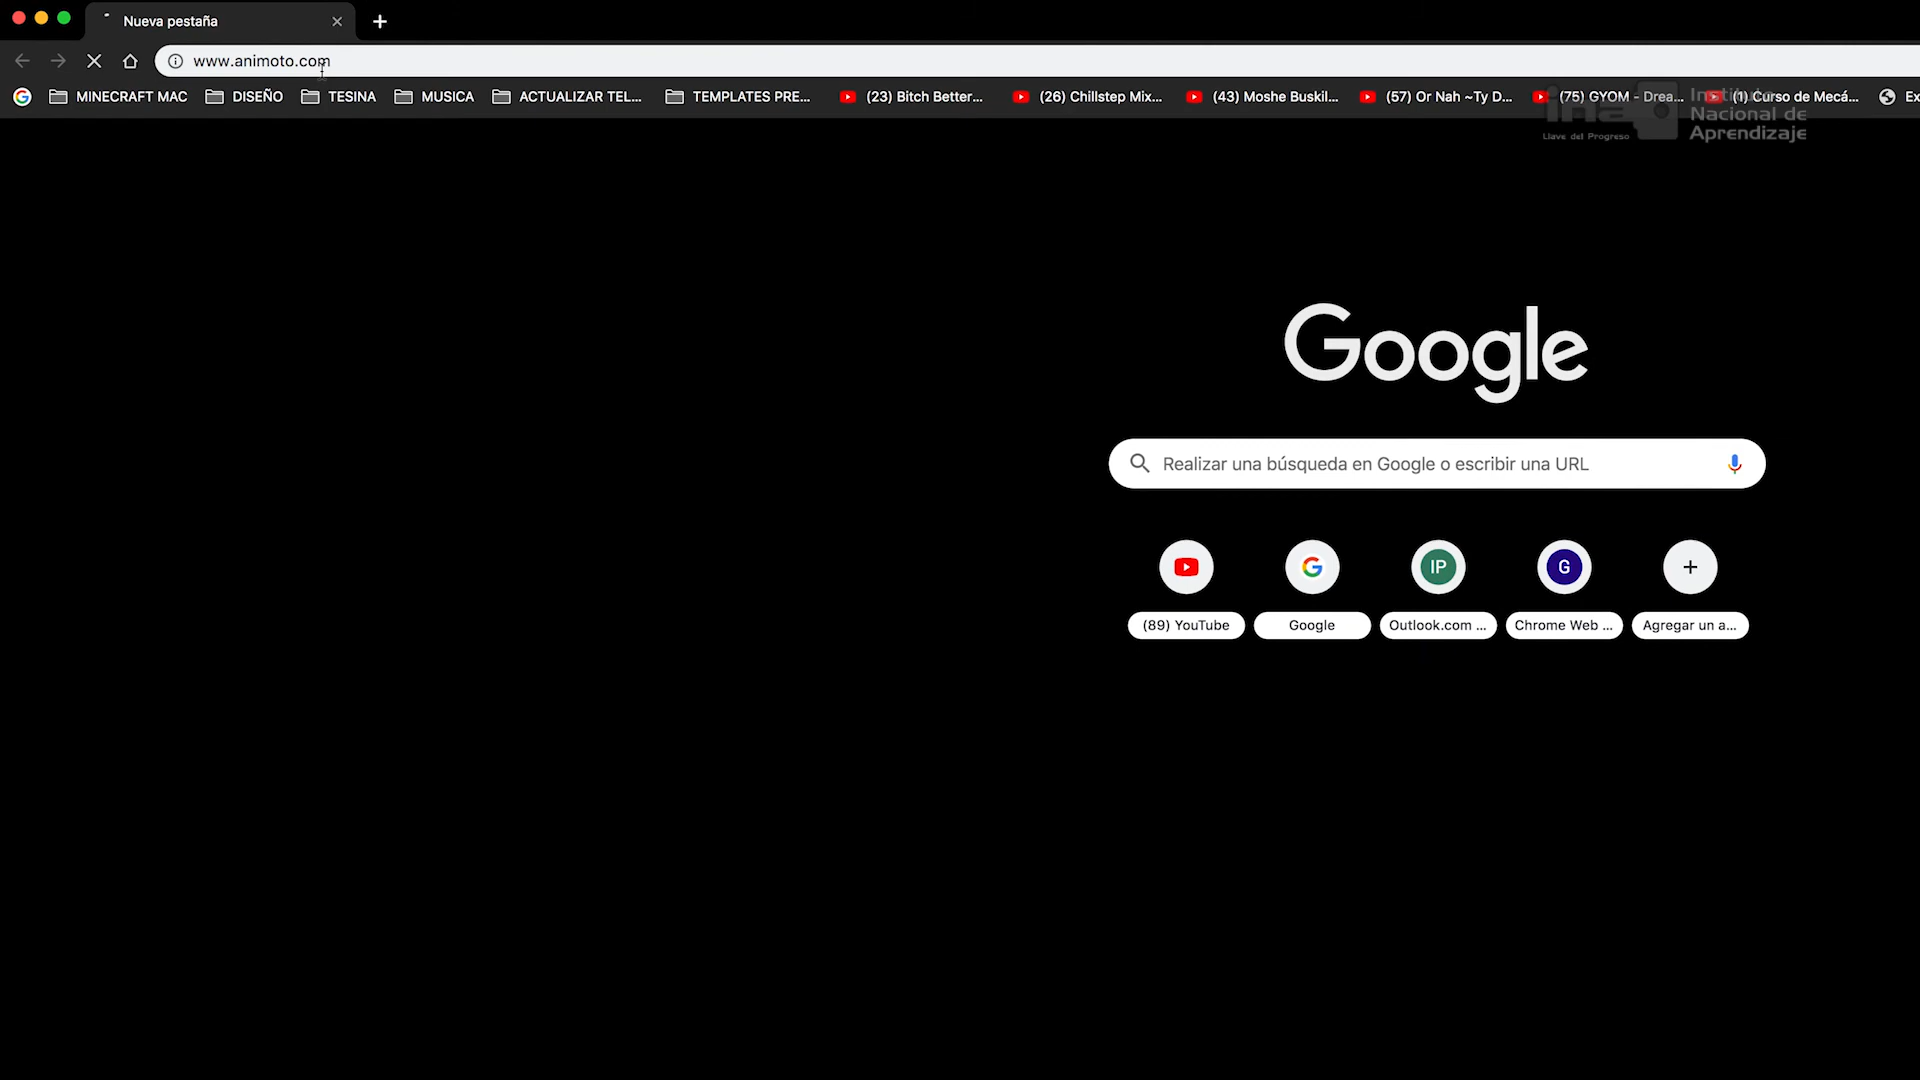 Nueva pestaña
www.animoto.com
MINECRAFT MAC DISEÑO TESINA MUSICA ACTUALIZAR TEL... TEMPLATES PRE... (23) Bitch Better... (26) Chillstep Mix... (43) Moshe Buskil... (57) Or Nah ~Ty D... (75) GYOM - Drea... (1) Curso de Mecá... Ex
ina
Llave del Progreso
Instituto
Nacional de
Aprendizaje
Google
Realizar una búsqueda en Google o escribir una URL
IP G
(89) YouTube Google Outlook.com ... Chrome Web ... Agregar un a...